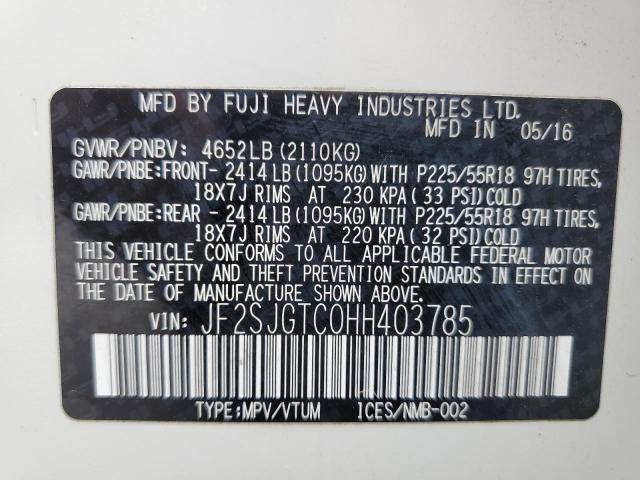 MFD BY FUJI HEAVY INDUSTRIES LTD.
MFD IN 05/16
GVWR/PNBV: 4652LB (2110KG)
GAWR/PNBE:FRONT- 2414LB (1095KG)WITH P225/55R18 97H TIRES,
18X7J RIMS AT 230 KPA (33 PSI)COLD
GAWR/PNBE:REAR - 2414LB (1095KG)WITH P225/55R18 97H TIRES,
18X7J RIMS AT 220 KPA (32 PSI)COLD
THIS VEHICLE CONFORMS TO ALL APPLICABLE FEDERAL MOTOR
VEHICLE SAFETY AND THEFT PREVENTION STANDARDS IN EFFECT ON
THE DATE OF MANUFACTURE SHOWN ABOVE.
VIN: JF2SJGTC0HH403785
TYPE:MPV/VTUM ICES/NMB-002